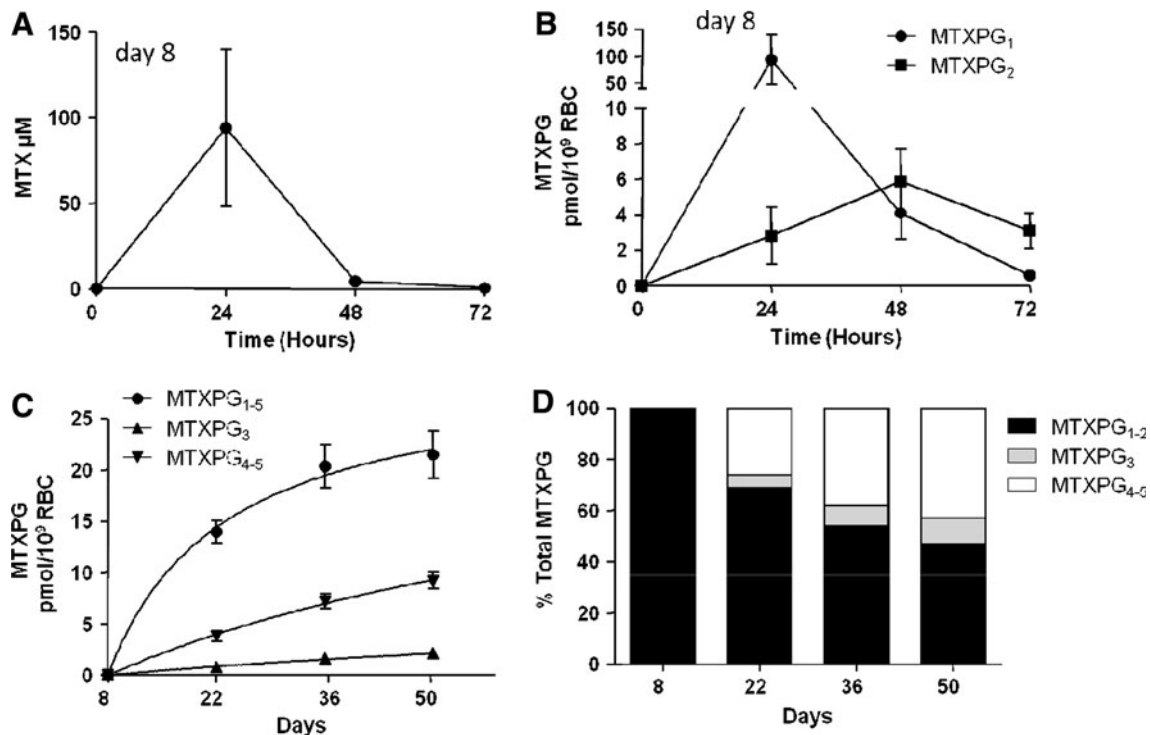 A
day 8
150
100
50
0
MTX µM
0 24 48 72
Time (Hours)
B
day 8
MTXPG₁
MTXPG₂
150
100
50
10
8
6
4
2
0
MTXPG
pmol/10⁹ RBC
0 24 48 72
Time (Hours)
C
MTXPG₁₋₅
MTXPG₃
MTXPG₄₋₅
25
20
15
10
5
0
MTXPG
pmol/10⁹ RBC
8 22 36 50
Days
D
MTXPG₁₋₂
MTXPG₃
MTXPG₄₋₅
100
80
60
40
20
0
% Total MTXPG
8 22 36 50
Days